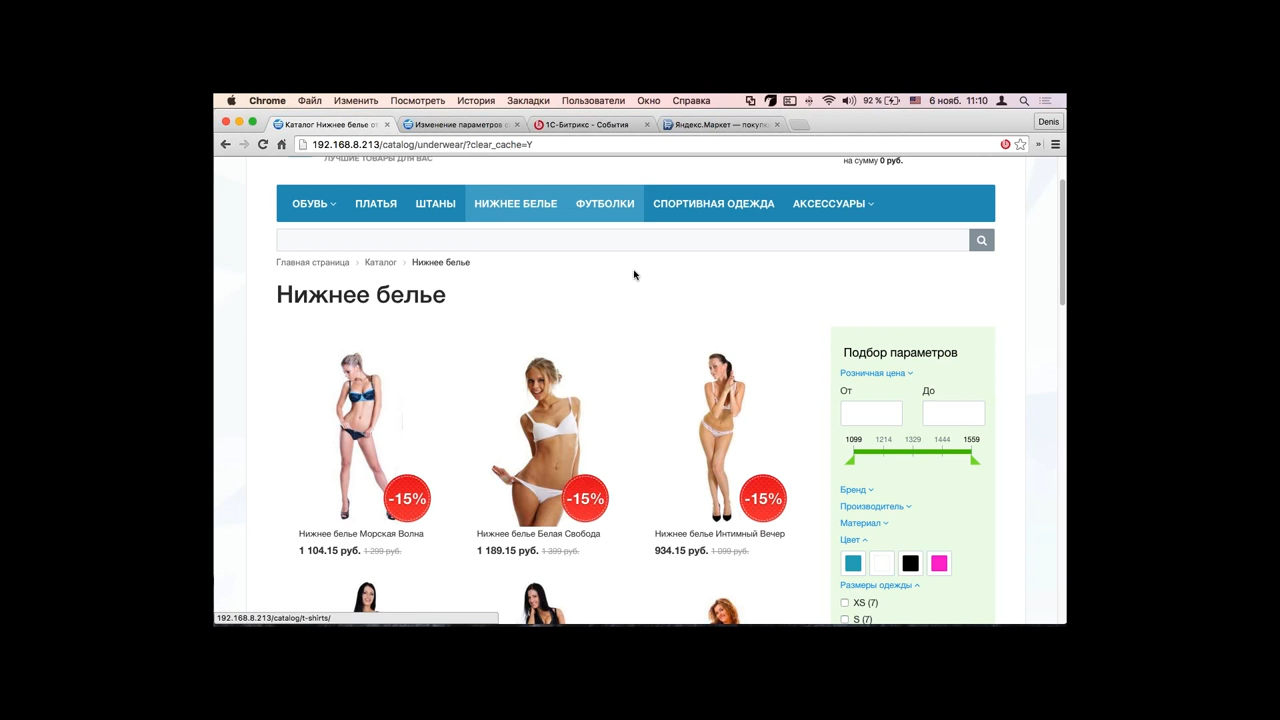 Chrome Файл Изменить Посмотреть История Закладки Пользователи Окно Справка 92 % 6 нояб. 11:10
Каталог Нижнее белье от Изменение параметров с 1С-Битрикс - События Яндекс.Маркет — покупк Denis
192.168.8.213/catalog/underwear/?clear_cache=Y
ЛУЧШИЕ ТОВАРЫ ДЛЯ ВАС
на сумму 0 руб.
ОБУВЬ ПЛАТЬЯ ШТАНЫ НИЖНЕЕ БЕЛЬЕ ФУТБОЛКИ СПОРТИВНАЯ ОДЕЖДА АКСЕССУАРЫ
Главная страница › Каталог › Нижнее белье
Нижнее белье
-15%
Нижнее белье Морская Волна
1 104.15 руб. 1 299 руб.
-15%
Нижнее белье Белая Свобода
1 189.15 руб. 1 399 руб.
-15%
Нижнее белье Интимный Вечер
934.15 руб. 1 099 руб.
Подбор параметров
Розничная цена
От До
1099 1214 1329 1444 1559
Бренд
Производитель
Материал
Цвет
Размеры одежды
XS (7)
S (7)
192.168.8.213/catalog/t-shirts/